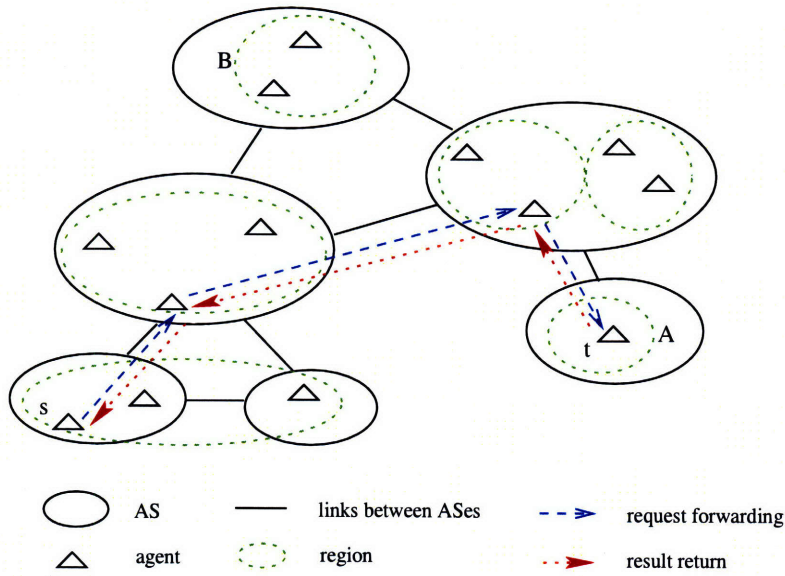 B
A
t
s
AS
links between ASes
request forwarding
agent
region
result return